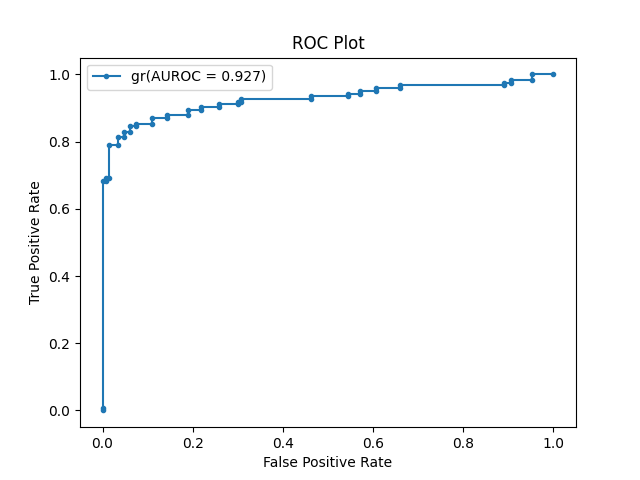 ROC Plot
gr(AUROC = 0.927)
True Positive Rate
1.0
0.8
0.6
0.4
0.2
0.0
0.0 0.2 0.4 0.6 0.8 1.0
False Positive Rate